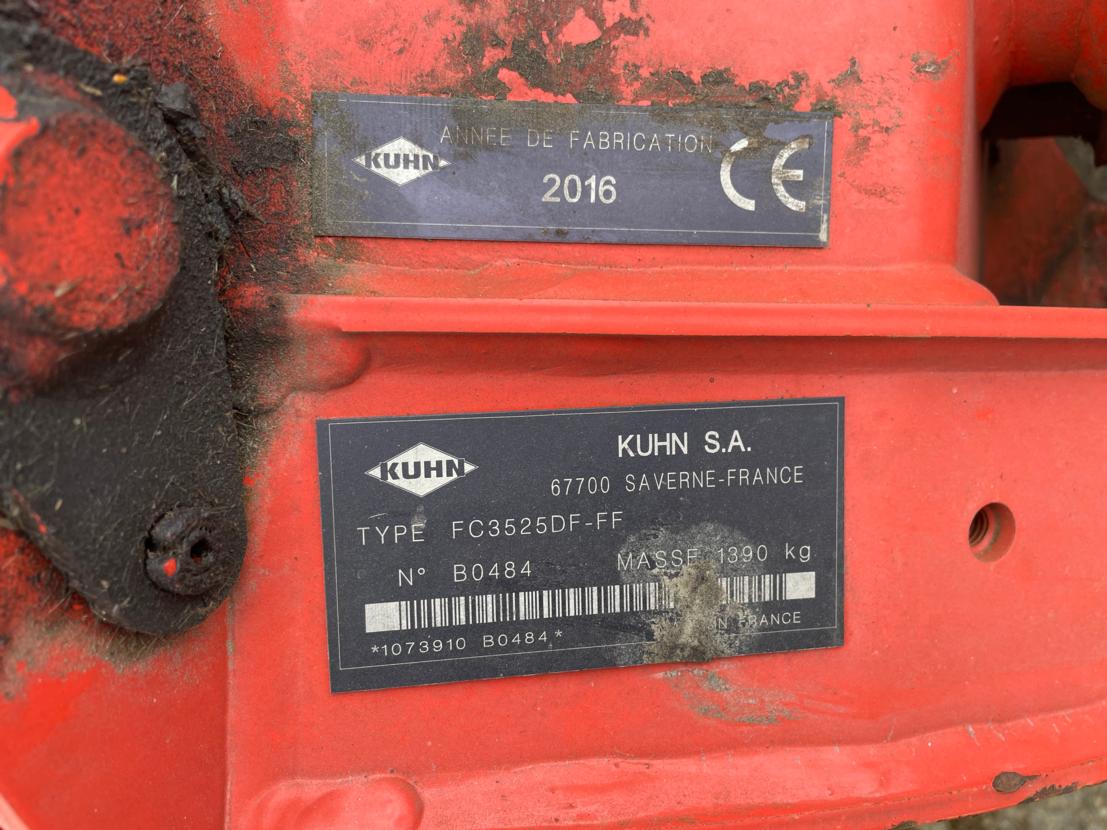 KUHN
ANNEE DE FABRICATION
2016
CE
KUHN
KUHN S.A.
67700 SAVERNE-FRANCE
TYPE FC3525DF-FF
N° B0484
MASSE 1390 kg
*1073910 B0484*
FRANCE